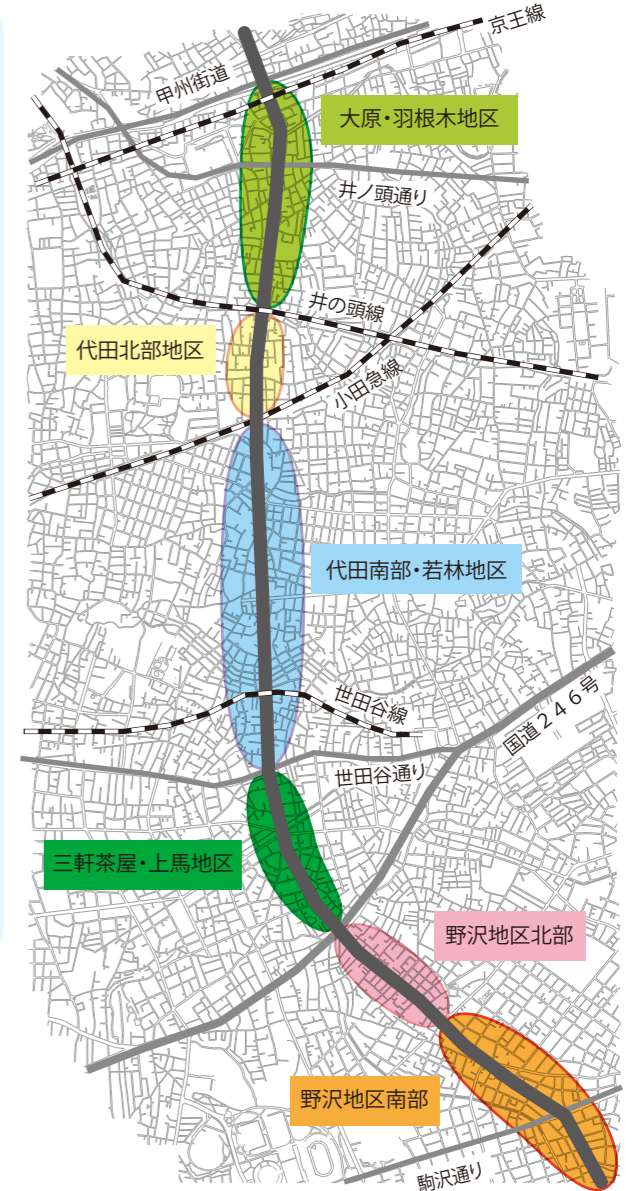 京王線
甲州街道
大原・羽根木地区
井ノ頭通り
井の頭線
代田北部地区
小田急線
代田南部・若林地区
世田谷線
国道２４６号
世田谷通り
三軒茶屋・上馬地区
野沢地区北部
野沢地区南部
駒沢通り